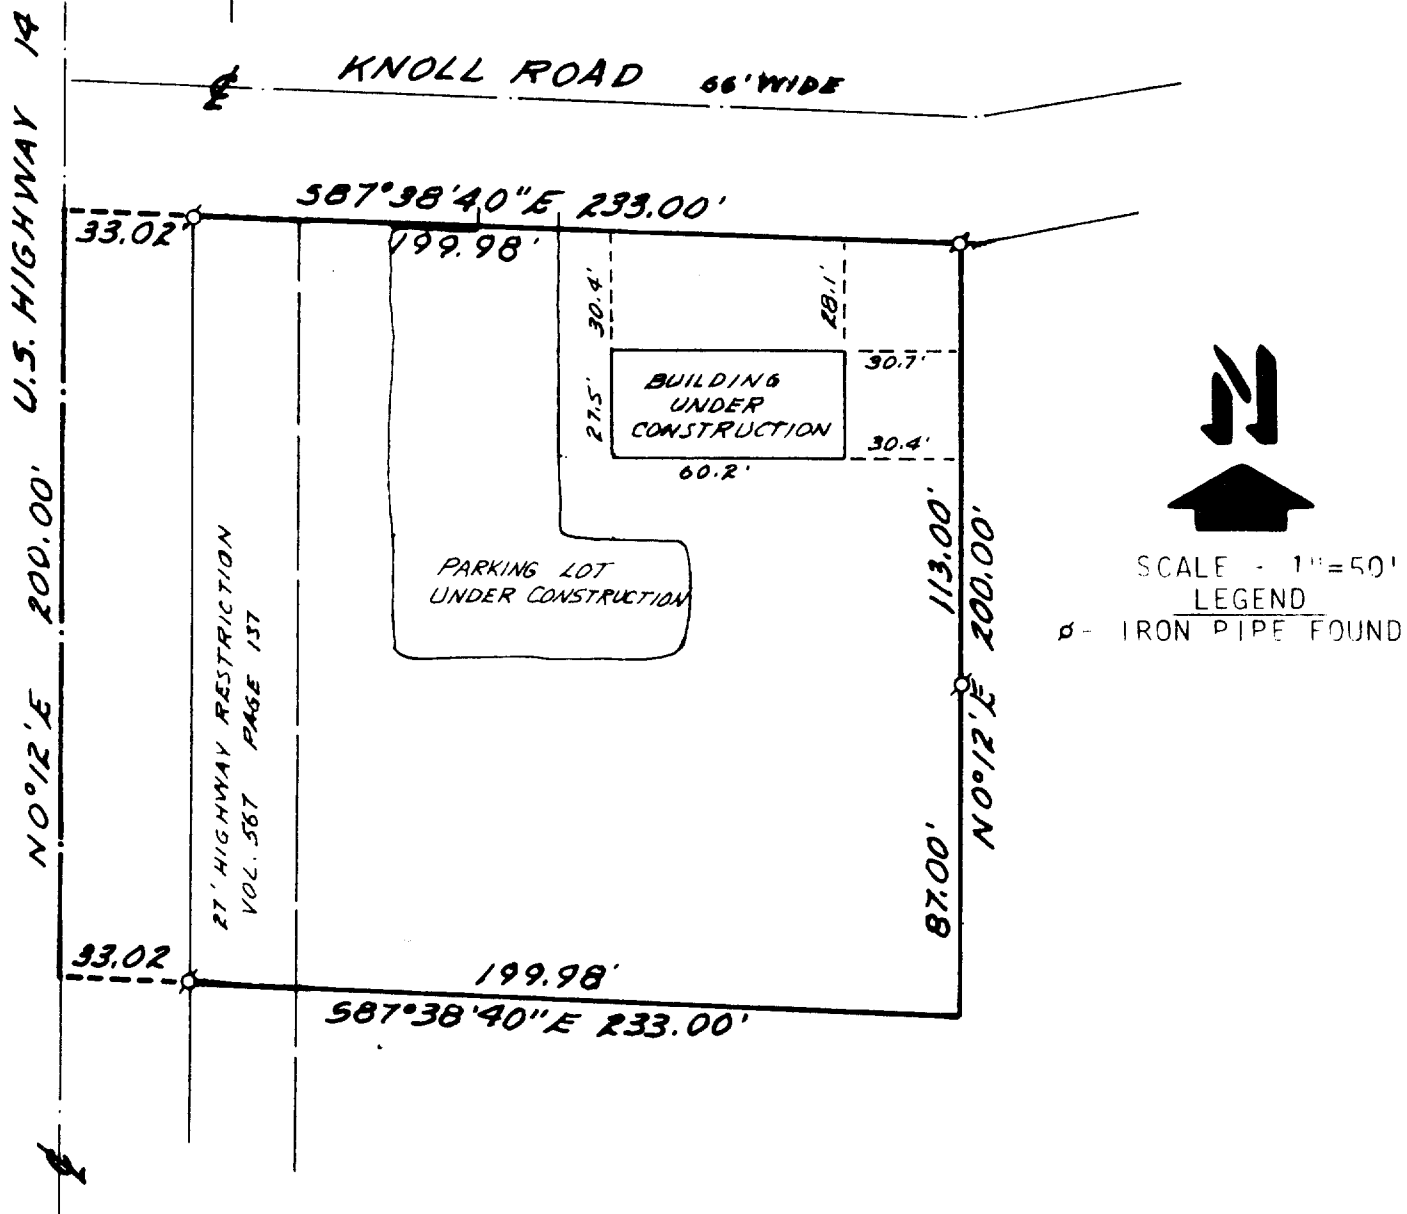 KNOLL ROAD 66' WIDE
U.S. HIGHWAY 14
S87°38'40"E 233.00'
33.02'
199.98'
30.4'
28.1'
30.7'
BUILDING
UNDER
CONSTRUCTION
27.5'
30.4'
60.2'
N0°12'E 200.00'
113.00'
N0°12'E 200.00'
PARKING LOT
UNDER CONSTRUCTION
27' HIGHWAY RESTRICTION
VOL. 567 PAGE 137
87.00'
33.02
199.98'
S87°38'40"E 233.00'
N
SCALE - 1"=50'
LEGEND
ø - IRON PIPE FOUND